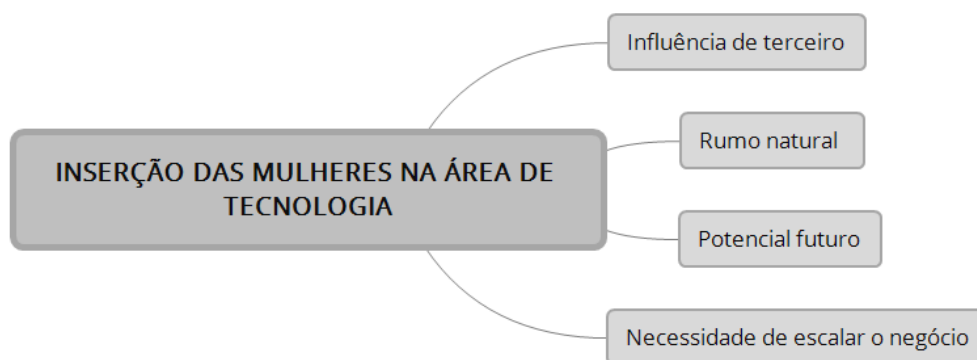 Influência de terceiro
Rumo natural
INSERÇÃO DAS MULHERES NA ÁREA DE
TECNOLOGIA
Potencial futuro
Necessidade de escalar o negócio